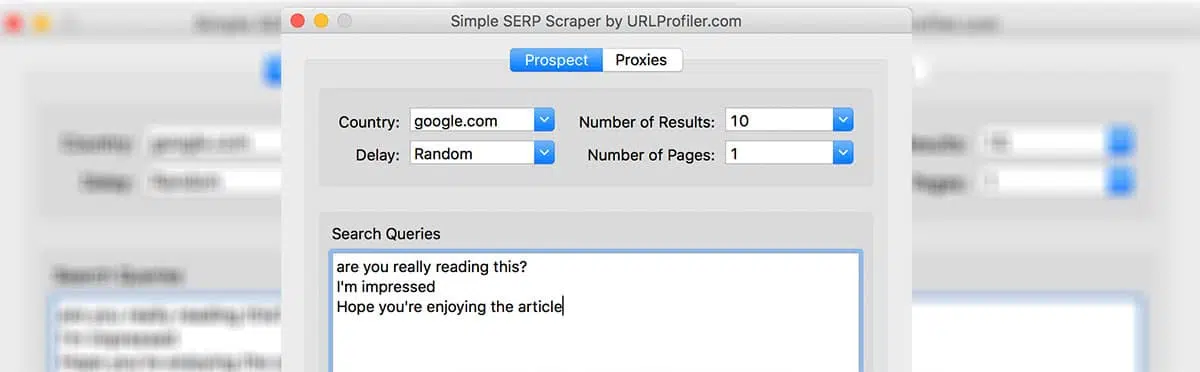 Simple SERP Scraper by URLProfiler.com
Prospect Proxies
Country: google.com Number of Results: 10
Delay: Random Number of Pages: 1
Search Queries
are you really reading this?
I'm impressed
Hope you're enjoying the article